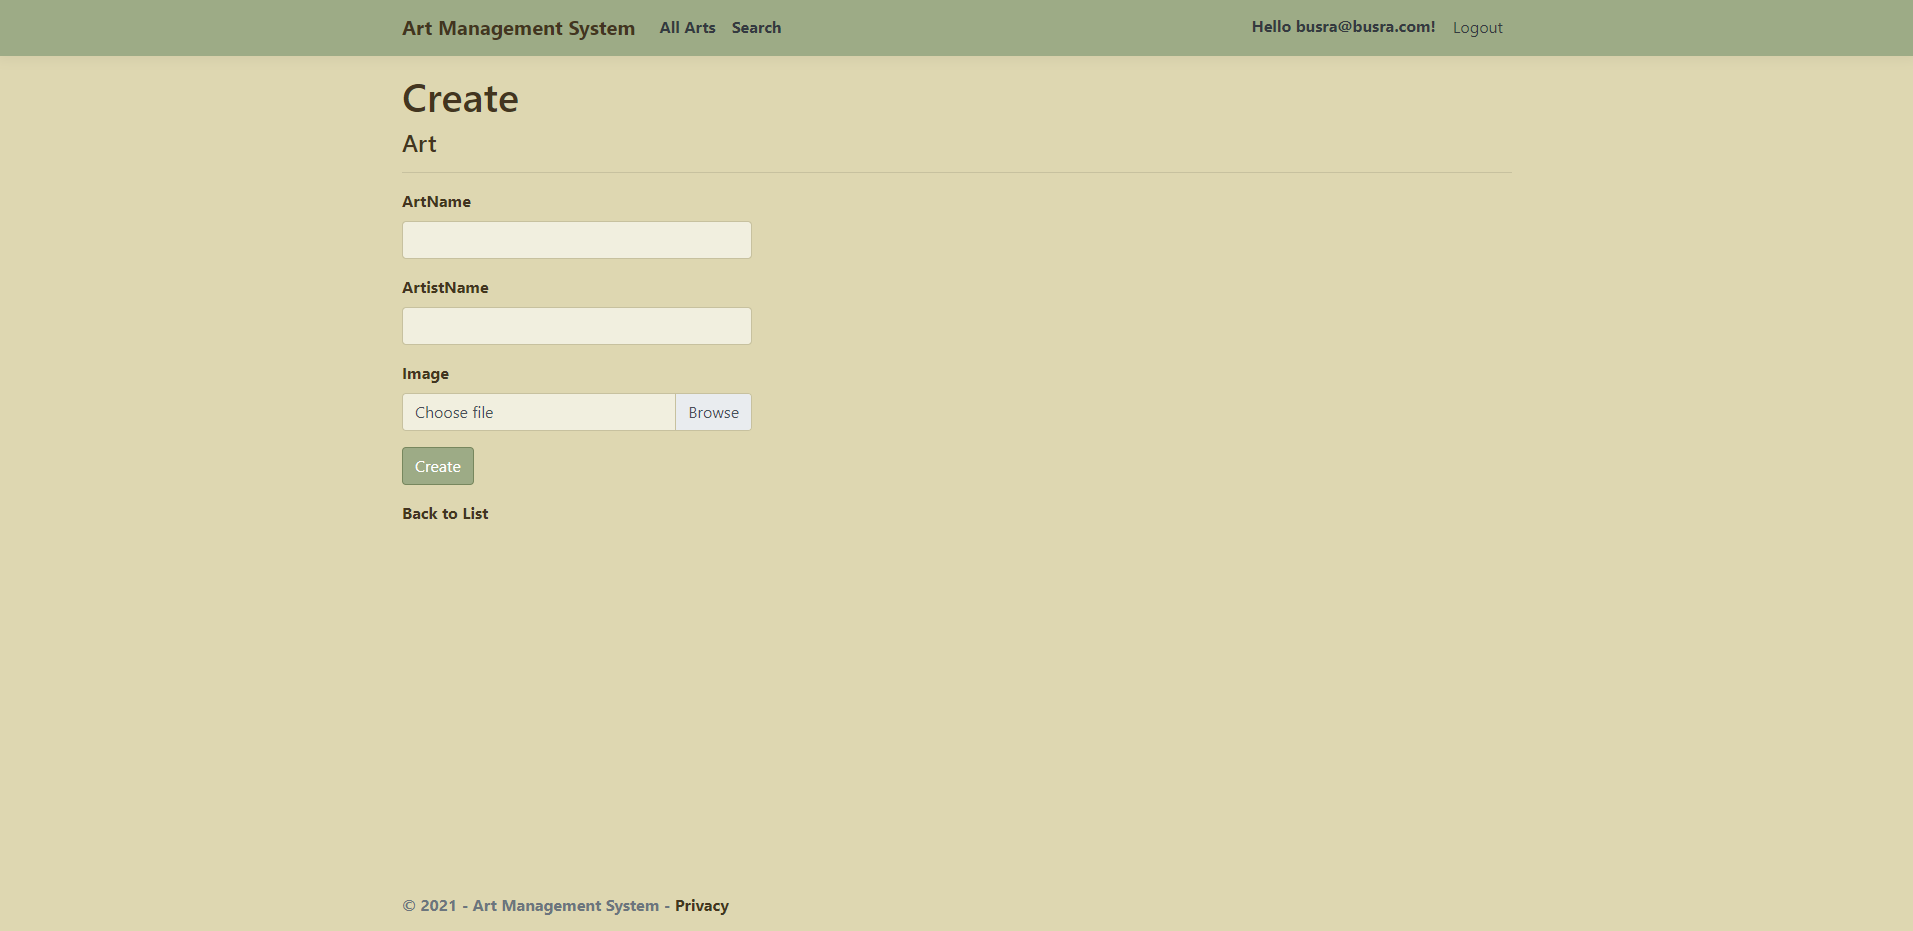 Art Management System All Arts Search Hello busra@busra.com! Logout
Create
Art
ArtName
ArtistName
Image
Choose file Browse
Create
Back to List
© 2021 - Art Management System - Privacy